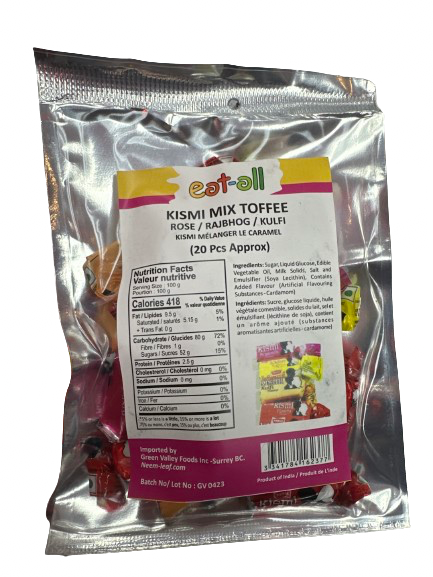 eat-all
KISMI MIX TOFFEE
ROSE / RAJBHOG / KULFI
KISMI MÉLANGER LE CARAMEL
(20 Pcs Approx)
Nutrition Facts
Valeur nutritive
Serving Size : 100 g
Portion : 100 g
Calories 418
% Daily Value
% valeur quotidienne
Fat / Lipides 9.5 g 5%
Saturated / saturés 5.15 g 1%
+ Trans Fat 0 g
Carbohydrate / Glucides 80 g 72%
Fibre / Fibres 1 g 0%
Sugars / Sucres 52 g 15%
Protein / Protéines 2.5 g
Cholestrerol / Cholestérol 0 mg 0%
Sodium / Sodium 0 mg 0%
Potassium / Potassium 0%
Iron / Fer 0%
Calcium / Calcium 0%
Ingredients: Sugar, Liquid Glucose, Edible
Vegetable Oil, Milk Solids, Salt and
Emulsifier (Soya Lecithin), Contains
Added Flavour (Artificial Flavouring
Substances - Cardamom)
Ingrédients: Sucre, glucose liquide, huile
végétale comestible, solides du lait, sel et
émulsifiant (lécithine de soja), contient
un arôme ajouté (substances
aromatisantes artificielles - cardamome)
Imported by
Green Valley Foods Inc -Surrey BC.
Neem-leaf.com
Batch No/ Lot No : GV 0423
3 341784 162377
Product of India / Produit de L'inde